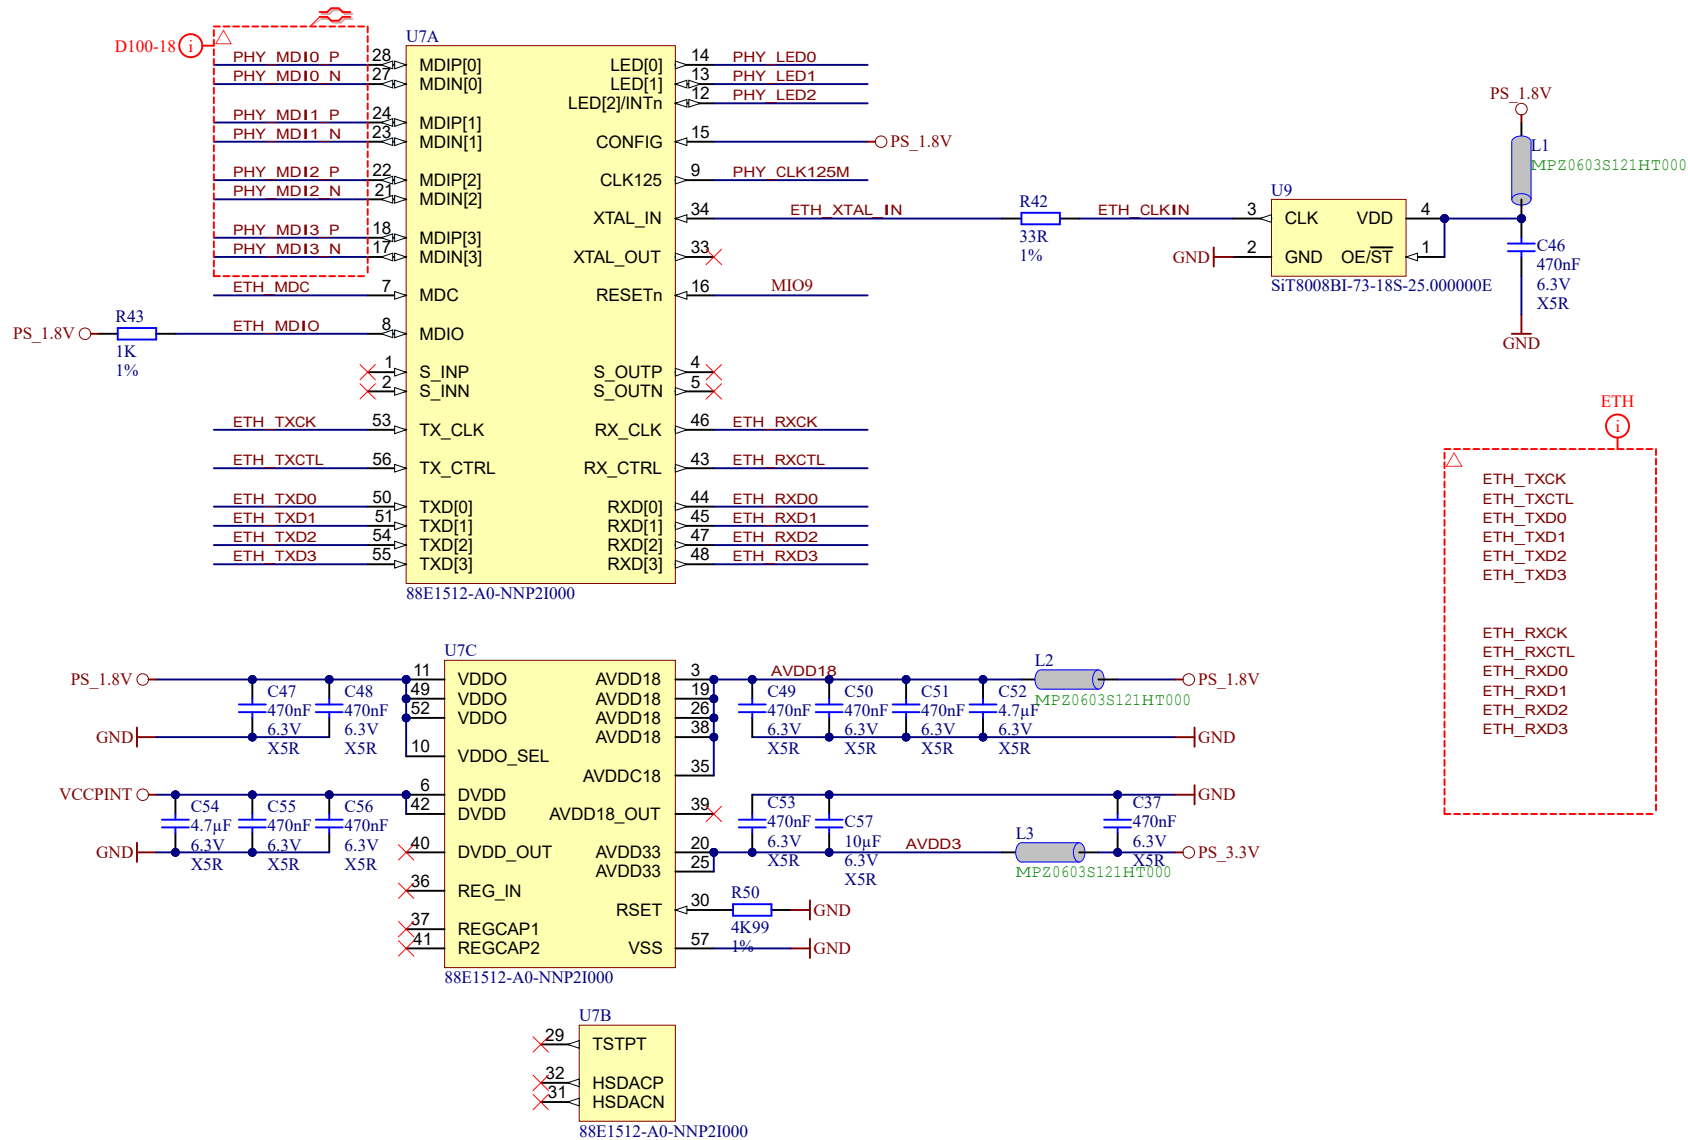 D100-18
i
U7A
PHY_MDI0_P 28 MDIP[0] LED[0] 14 PHY_LED0
PHY_MDI0_N 27 MDIN[0] LED[1] 13 PHY_LED1
LED[2]/INTn 12 PHY_LED2
PHY_MDI1_P 24 MDIP[1]
PHY_MDI1_N 23 MDIN[1] CONFIG 15 PS_1.8V
PHY_MDI2_P 22 MDIP[2] CLK125 9 PHY_CLK125M
PHY_MDI2_N 21 MDIN[2]
XTAL_IN 34 ETH_XTAL_IN
PHY_MDI3_P 18 MDIP[3]
PHY_MDI3_N 17 MDIN[3] XTAL_OUT 33
ETH_MDC 7 MDC RESETn 16 MIO9
ETH_MDIO 8 MDIO
PS_1.8V
R43
1K
1%
1 S_INP S_OUTP 4
2 S_INN S_OUTN 5
ETH_TXCK 53 TX_CLK RX_CLK 46 ETH_RXCK
ETH_TXCTL 56 TX_CTRL RX_CTRL 43 ETH_RXCTL
ETH_TXD0 50 TXD[0] RXD[0] 44 ETH_RXD0
ETH_TXD1 51 TXD[1] RXD[1] 45 ETH_RXD1
ETH_TXD2 54 TXD[2] RXD[2] 47 ETH_RXD2
ETH_TXD3 55 TXD[3] RXD[3] 48 ETH_RXD3
88E1512-A0-NNP2I000
R42
33R
1%
ETH_CLKIN
U9
3 CLK VDD 4
GND 2 GND OE/ST 1
SiT8008BI-73-18S-25.000000E
PS_1.8V
L1
MPZ0603S121HT000
C46
470nF
6.3V
X5R
GND
ETH
i
ETH_TXCK
ETH_TXCTL
ETH_TXD0
ETH_TXD1
ETH_TXD2
ETH_TXD3
ETH_RXCK
ETH_RXCTL
ETH_RXD0
ETH_RXD1
ETH_RXD2
ETH_RXD3
U7C
PS_1.8V
GND
C47
470nF
6.3V
X5R
C48
470nF
6.3V
X5R
11 VDDO AVDD18 3 AVDD18
49 VDDO AVDD18 19
52 VDDO AVDD18 26
AVDD18 38
10 VDDO_SEL
AVDDC18 35
6 DVDD
42 DVDD AVDD18_OUT 39
40 DVDD_OUT AVDD33 20 AVDD3
AVDD33 25
36 REG_IN
RSET 30
37 REGCAP1
41 REGCAP2 VSS 57
88E1512-A0-NNP2I000
VCCPINT
GND
C54
4.7µF
6.3V
X5R
C55
470nF
6.3V
X5R
C56
470nF
6.3V
X5R
C49
470nF
6.3V
X5R
C50
470nF
6.3V
X5R
C51
470nF
6.3V
X5R
C52
4.7µF
6.3V
X5R
L2
MPZ0603S121HT000
PS_1.8V
GND
C53
470nF
6.3V
X5R
C57
10µF
6.3V
X5R
C37
470nF
6.3V
X5R
GND
L3
MPZ0603S121HT000
PS_3.3V
R50
4K99
1%
GND
GND
U7B
29 TSTPT
32 HSDACP
31 HSDACN
88E1512-A0-NNP2I000